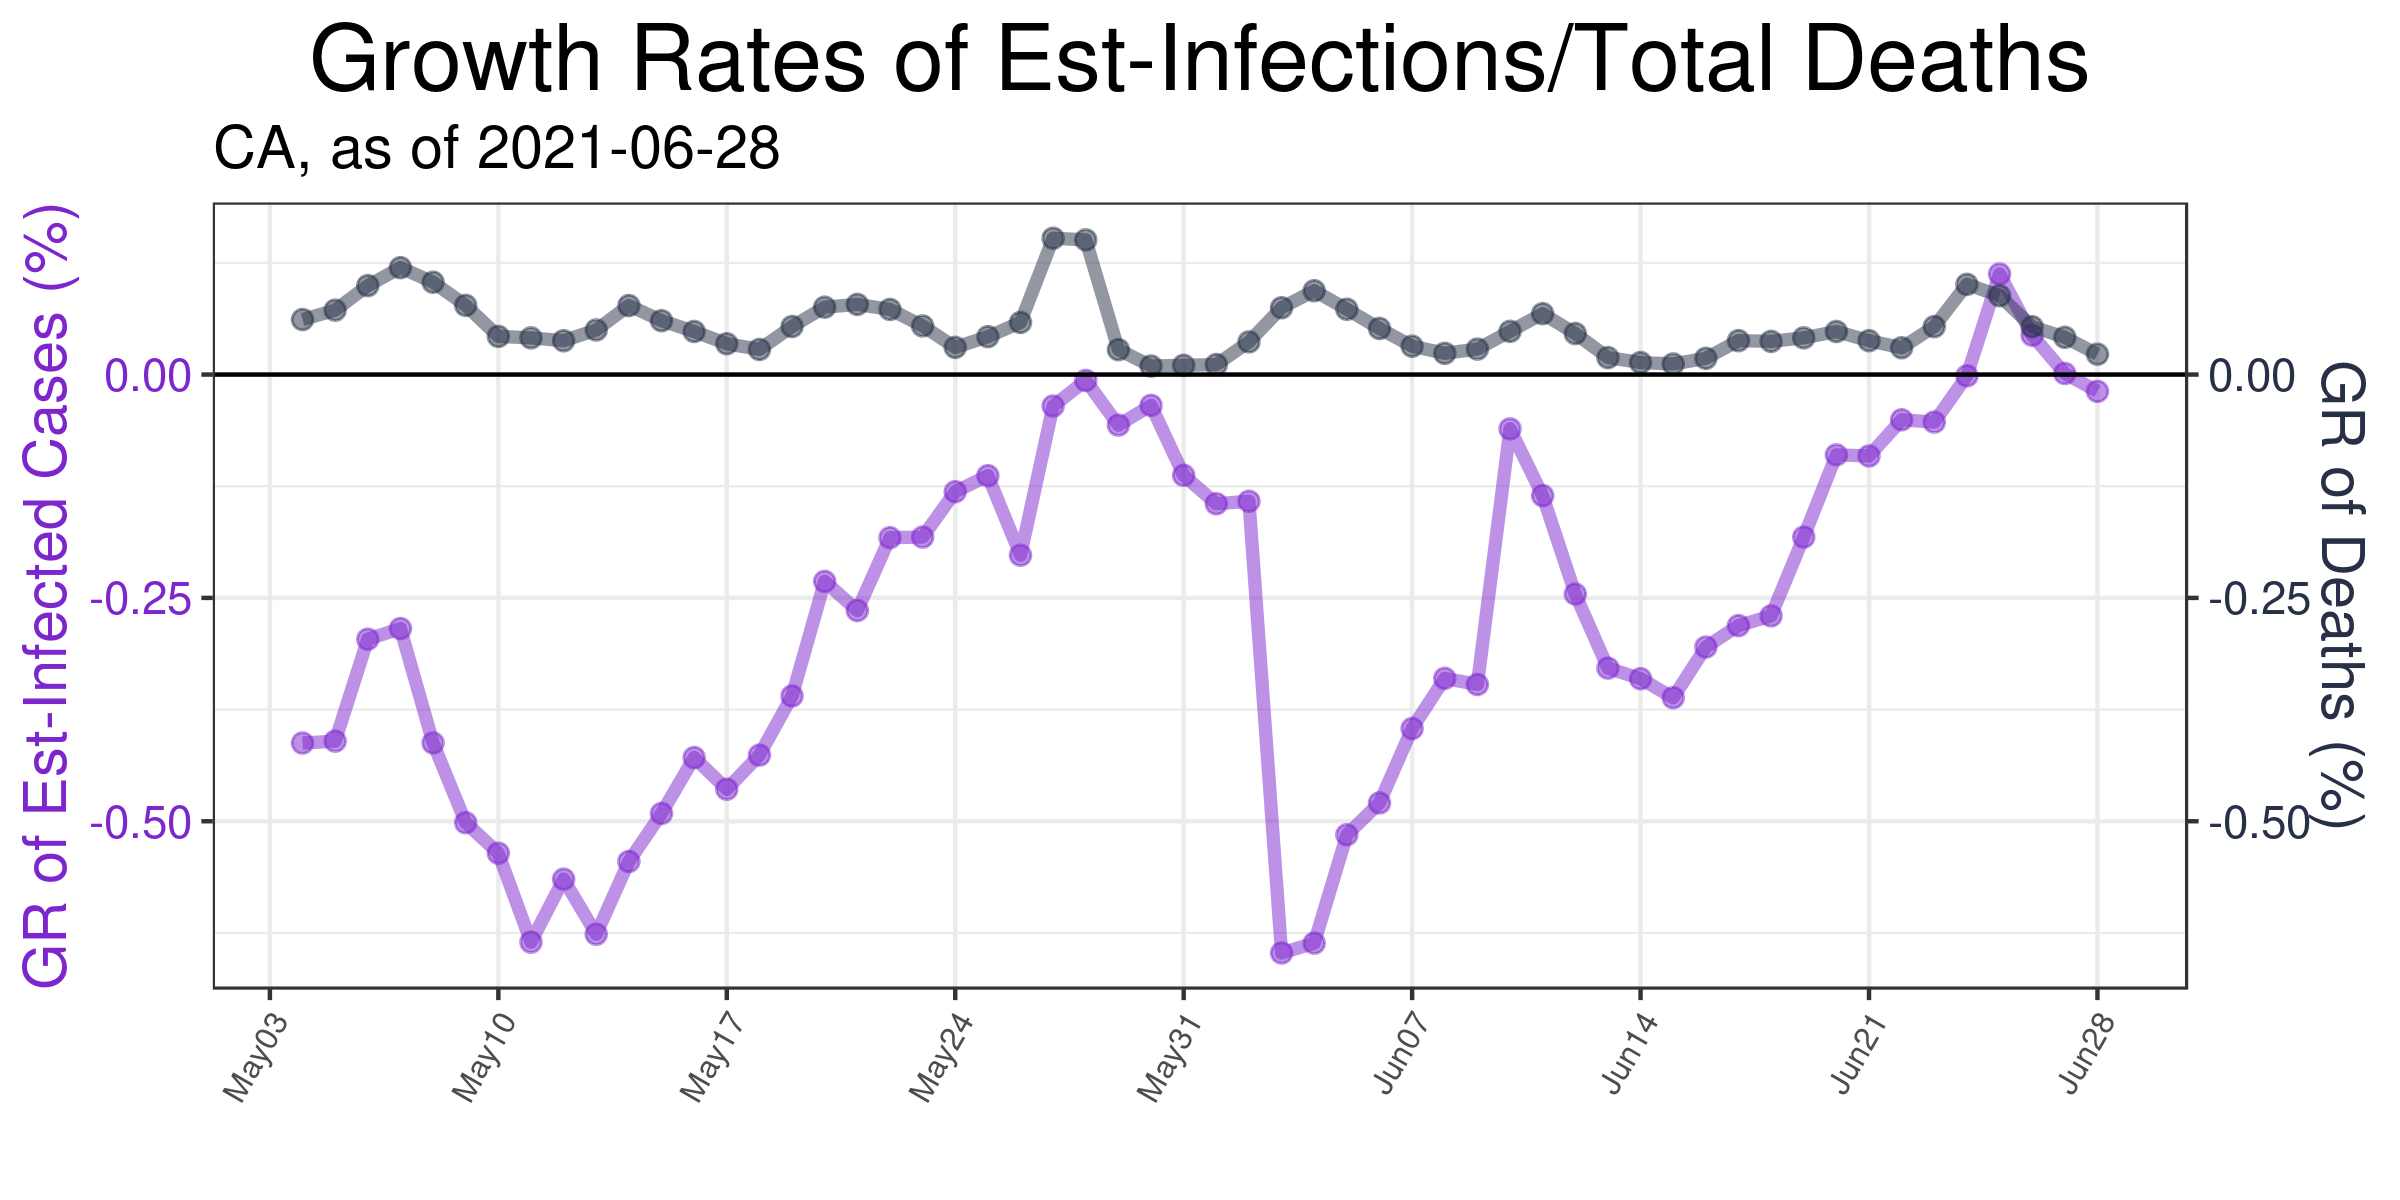 Growth Rates of Est-Infections/Total Deaths
CA, as of 2021-06-28
GR of Est-Infected Cases (%)
0.00
-0.25
-0.50
0.00
-0.25
-0.50
GR of Deaths (%)
May03
May10
May17
May24
May31
Jun07
Jun14
Jun21
Jun28